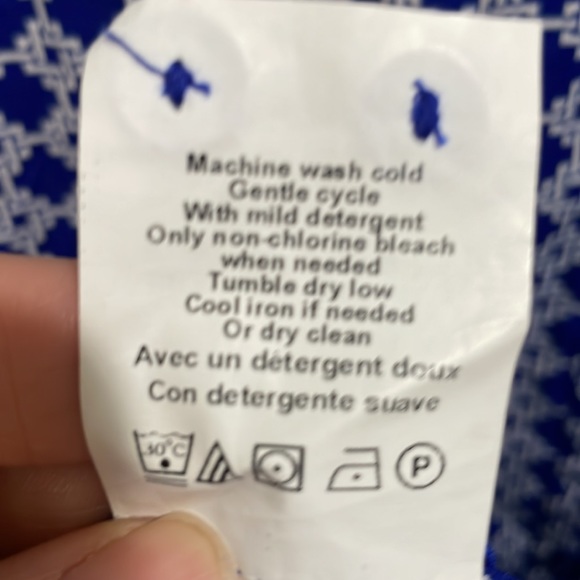 Machine wash cold
Gentle cycle
With mild detergent
Only non-chlorine bleach
when needed
Tumble dry low
Cool iron if needed
Or dry clean
Avec un détergent doux
Con detergente suave
30°C P